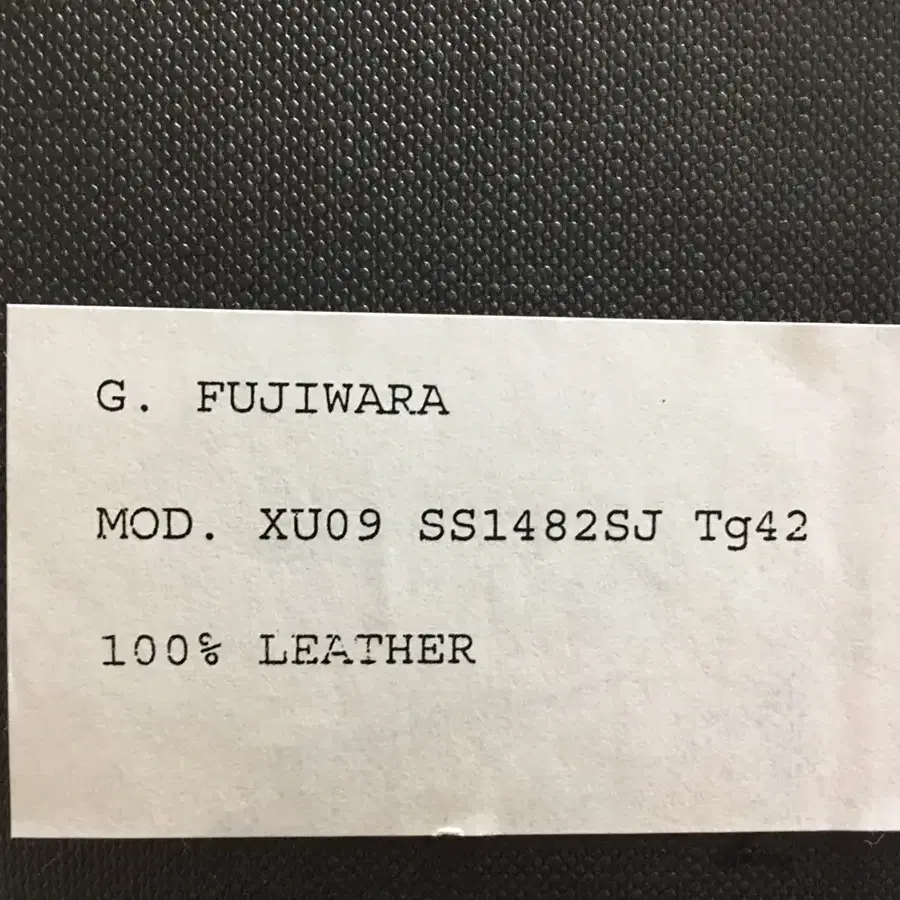 G. FUJIWARA
MOD. XU09 SS1482SJ Tg42
100% LEATHER